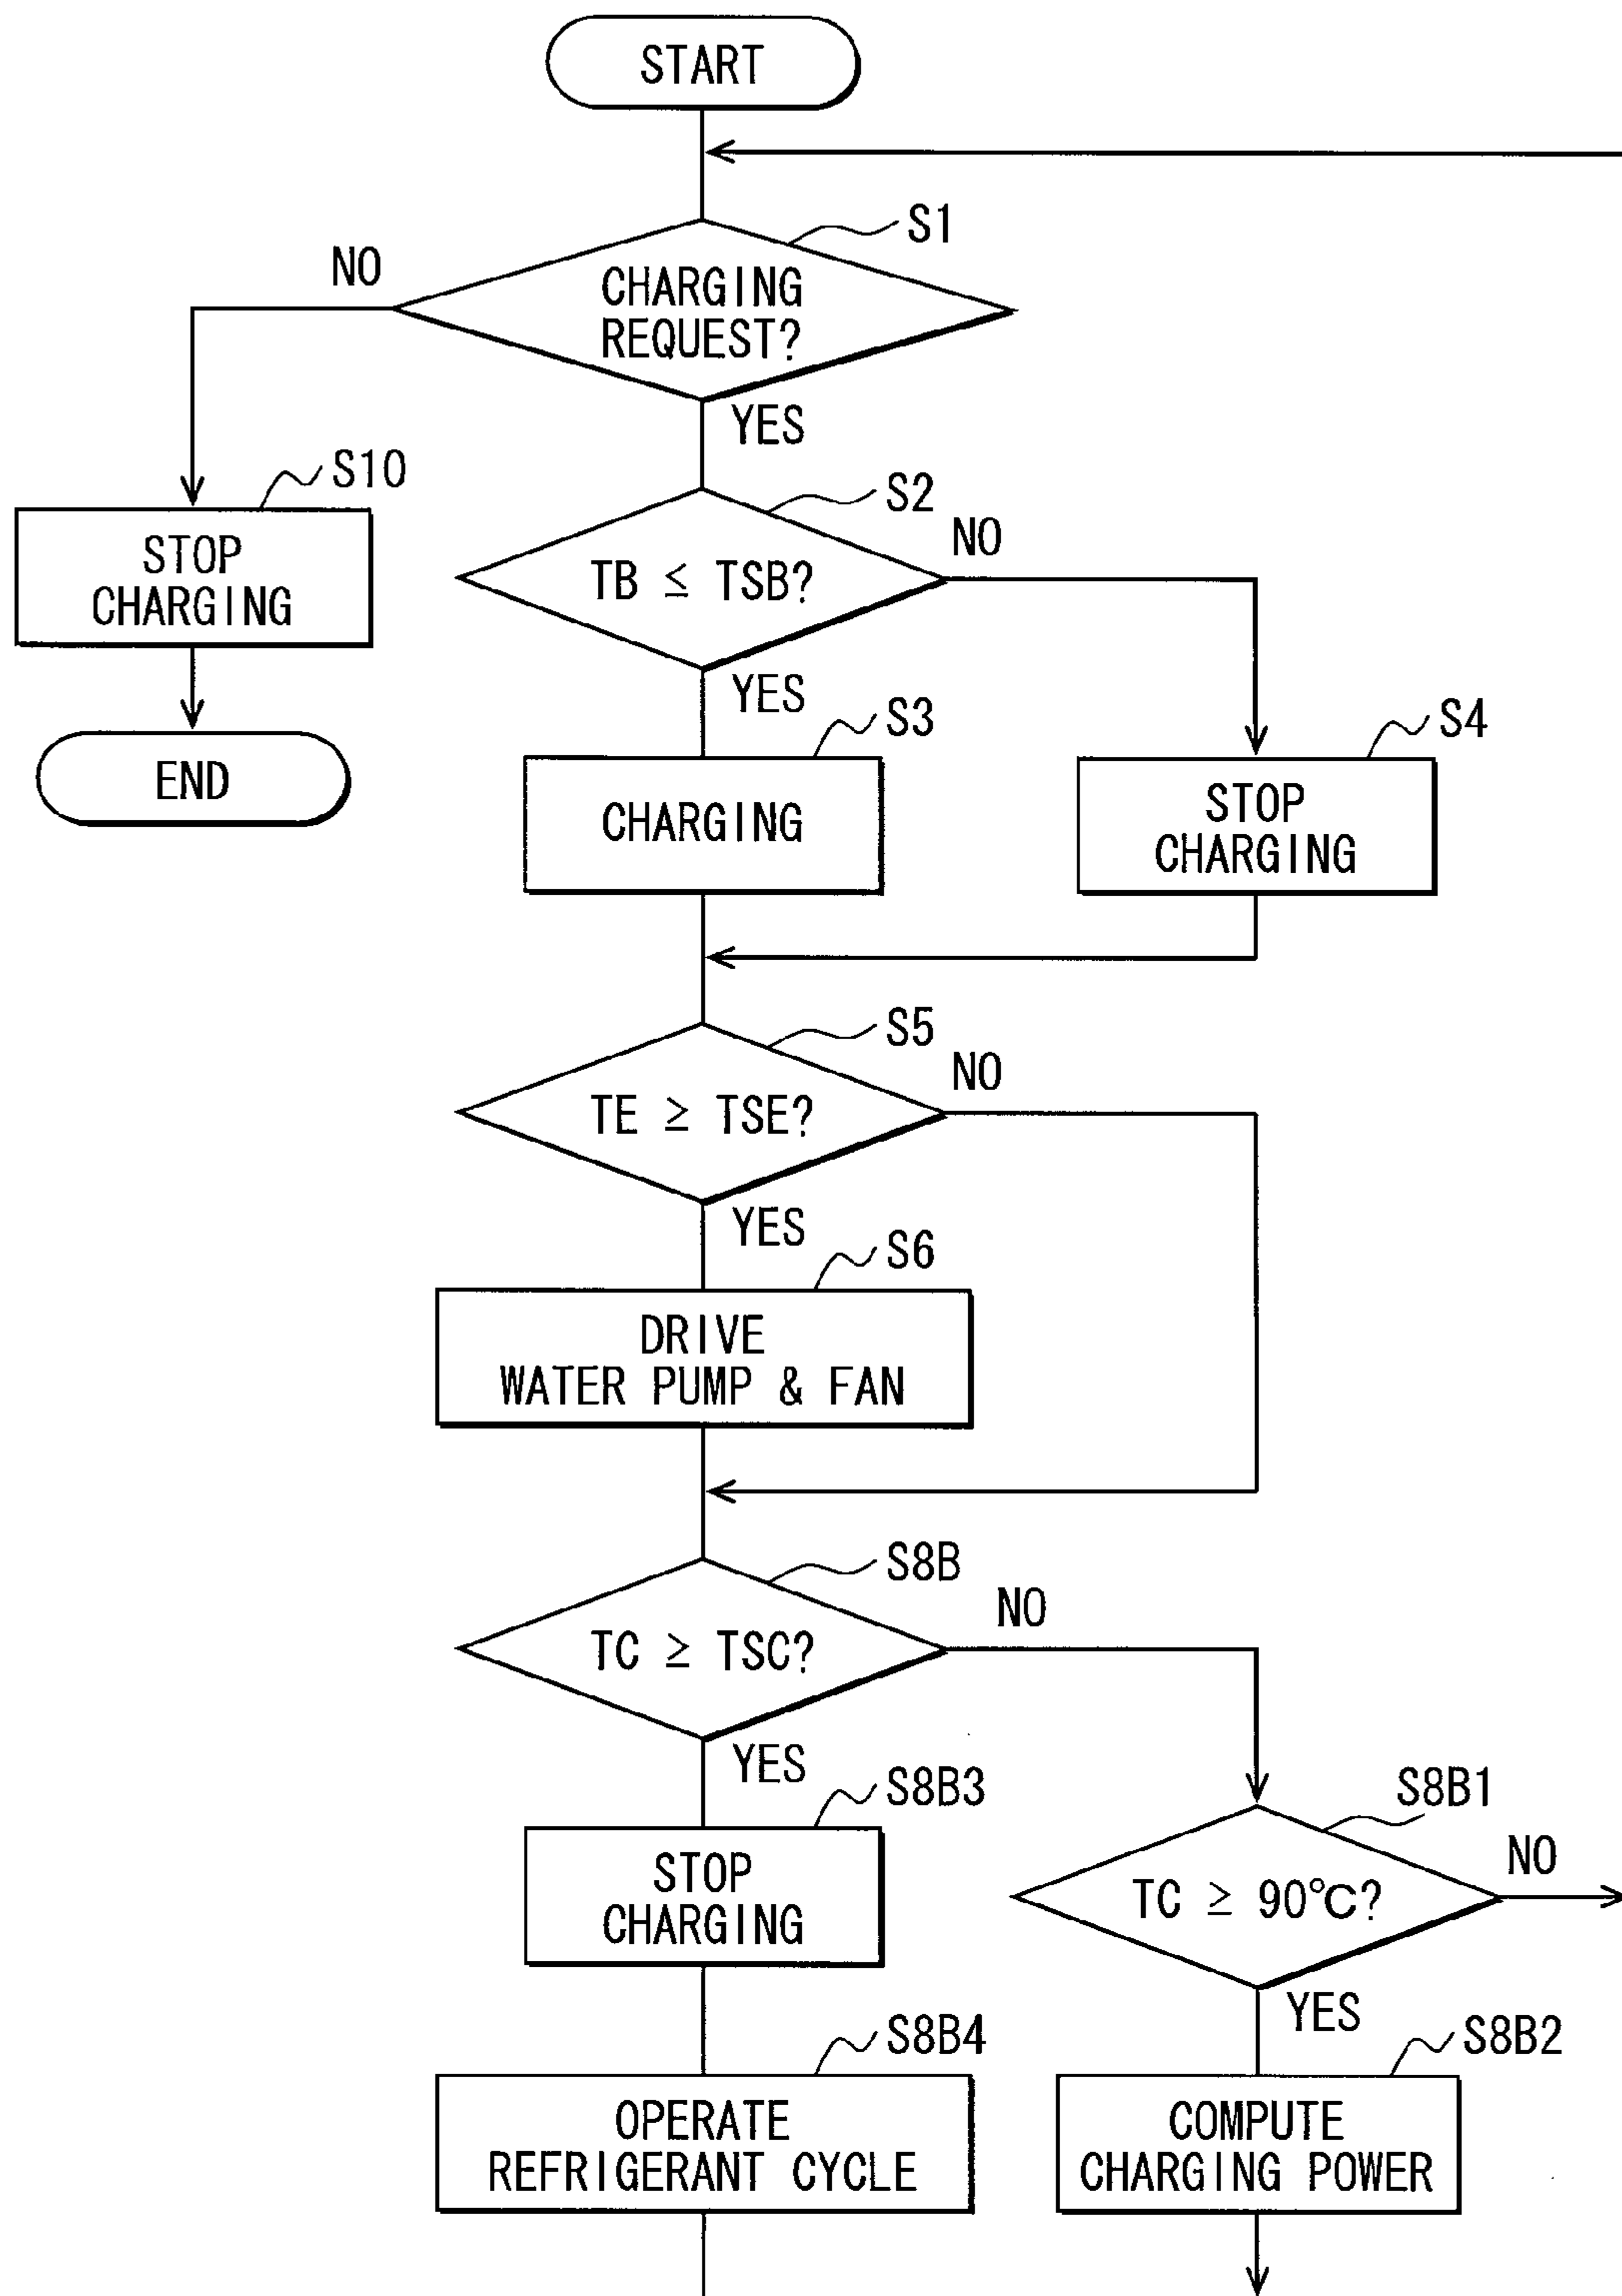 START
S1
NO
CHARGING
REQUEST?
YES
S10
STOP
CHARGING
END
S2
NO
TB ≤ TSB?
YES
S3
CHARGING
S4
STOP
CHARGING
S5
NO
TE ≥ TSE?
YES
S6
DRIVE
WATER PUMP & FAN
S8B
NO
TC ≥ TSC?
YES
S8B3
STOP
CHARGING
S8B1
NO
TC ≥ 90℃?
YES
S8B4
OPERATE
REFRIGERANT CYCLE
S8B2
COMPUTE
CHARGING POWER